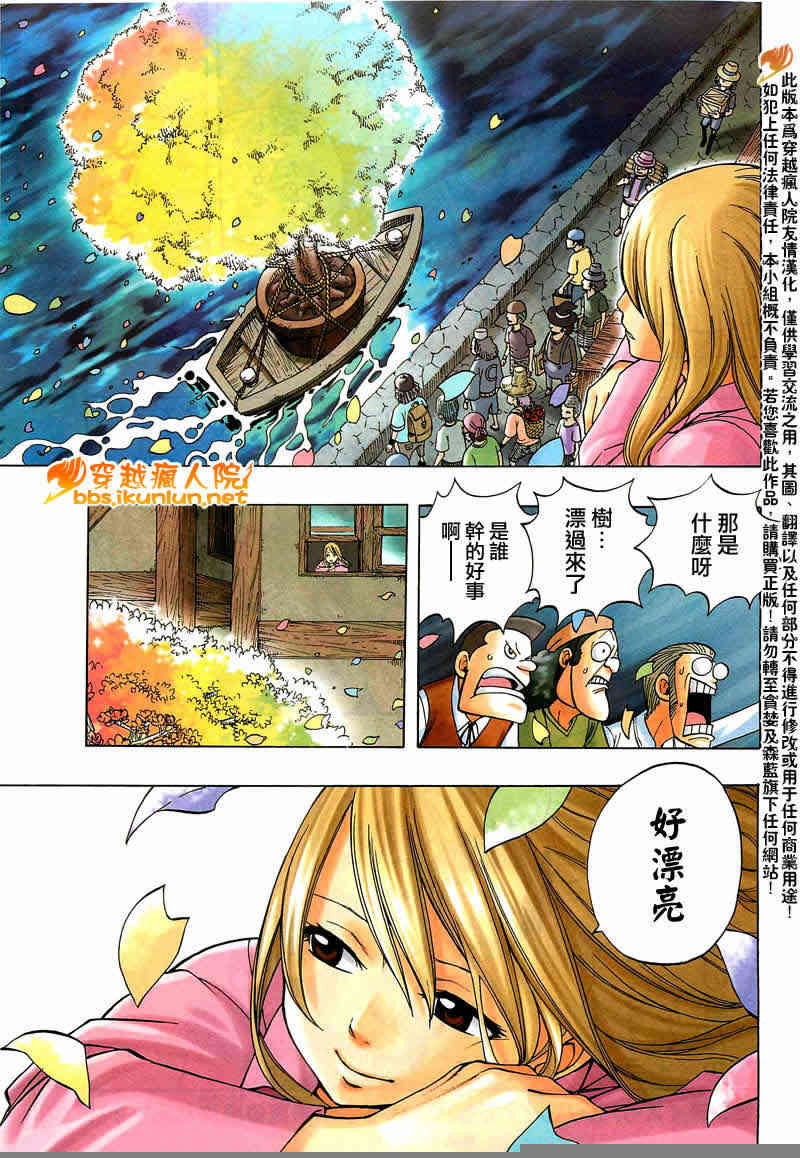 此版本爲穿越瘋人院友情漢化，僅供學習交流之用，其圖、翻譯以及任何部分不得進行修改或用于任何商業用途！
如犯上任何法律責任，本小組概不負責。若您喜歡此作品，請購買正版！請勿轉至貪婪及森藍旗下任何網站！
穿越瘋人院
bbs.ikunlun.net
那是
什麼呀
樹…
漂過來了
是誰
幹的好事
啊——
好漂亮